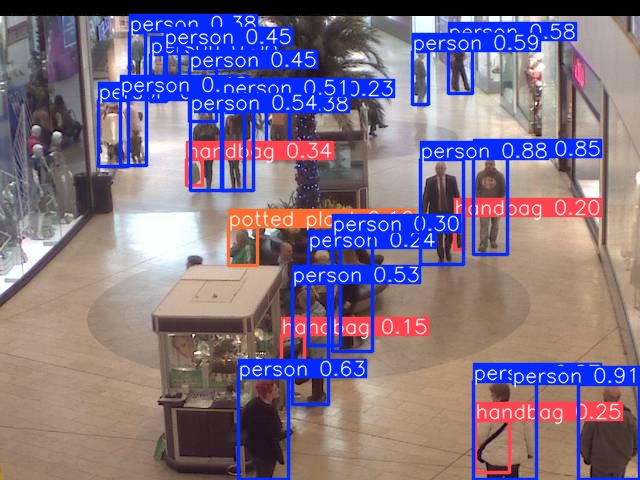 person 0.38
person 0.45
person 0.45
person 0.58
person 0.59
0.51
0.23
0.54
.38
handbag 0.34
person 0.88
0.85
handbag 0.20
potted pla
person 0.30
person 0.24
person 0.53
handbag 0.15
person 0.63
person 0.91
handbag 0.25